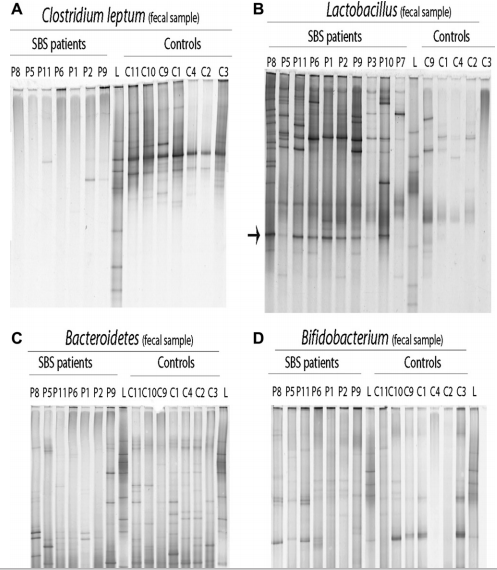 A Clostridium leptum (fecal sample)
SBS patients Controls
P8 P5 P11 P6 P1 P2 P9 L C11 C10 C9 C1 C4 C2 C3
B Lactobacillus (fecal sample)
SBS patients Controls
P8 P5 P11 P6 P1 P2 P9 P3 P10 P7 L C9 C1 C4 C2 C3
C Bacteroidetes (fecal sample)
SBS patients Controls
P8 P5 P11 P6 P1 P2 P9 L C11 C10 C9 C1 C4 C2 C3 L
D Bifidobacterium (fecal sample)
SBS patients Controls
P8 P5 P11 P6 P1 P2 P9 L C11 C10 C9 C1 C4 C2 C3 L